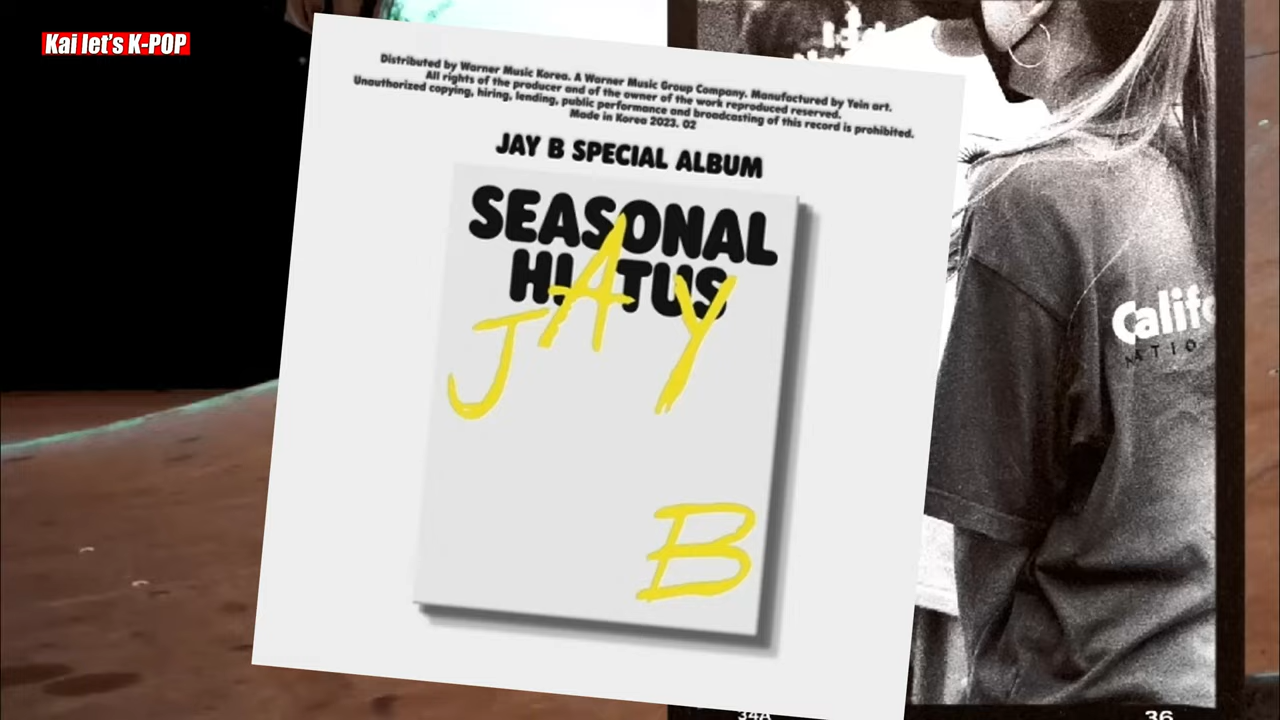 Kai let's K-POP
Distributed by Warner Music Korea. A Warner Music Group Company. Manufactured by Yein art.
All rights of the producer and of the owner of the work reproduced reserved.
Unauthorized copying, hiring, lending, public performance and broadcasting of this record is prohibited.
Made in Korea 2023. 02
JAY B SPECIAL ALBUM
SEASONAL
HIATUS
JAY
B
34A
36